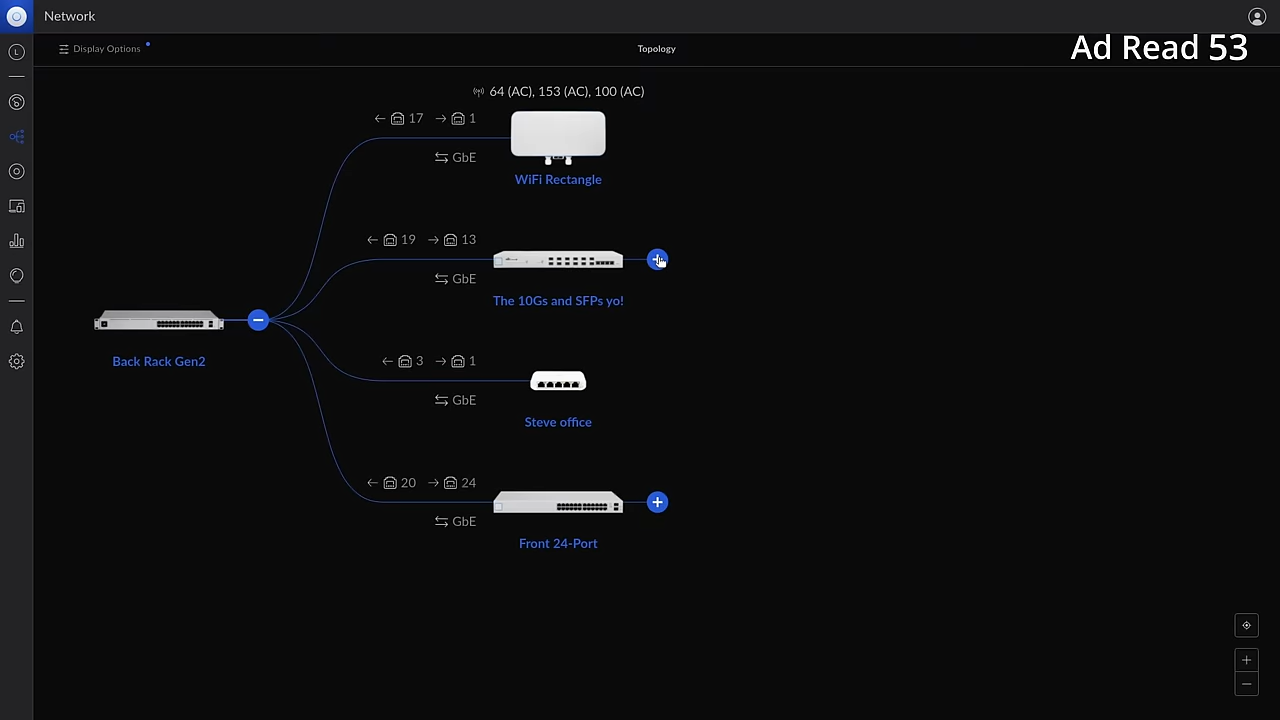 Network
Ad Read 53
Display Options
Topology
64 (AC), 153 (AC), 100 (AC)
← 17 → 1
GbE
WiFi Rectangle
← 19 → 13
GbE
The 10Gs and SFPs yo!
Back Rack Gen2
← 3 → 1
GbE
Steve office
← 20 → 24
GbE
Front 24-Port